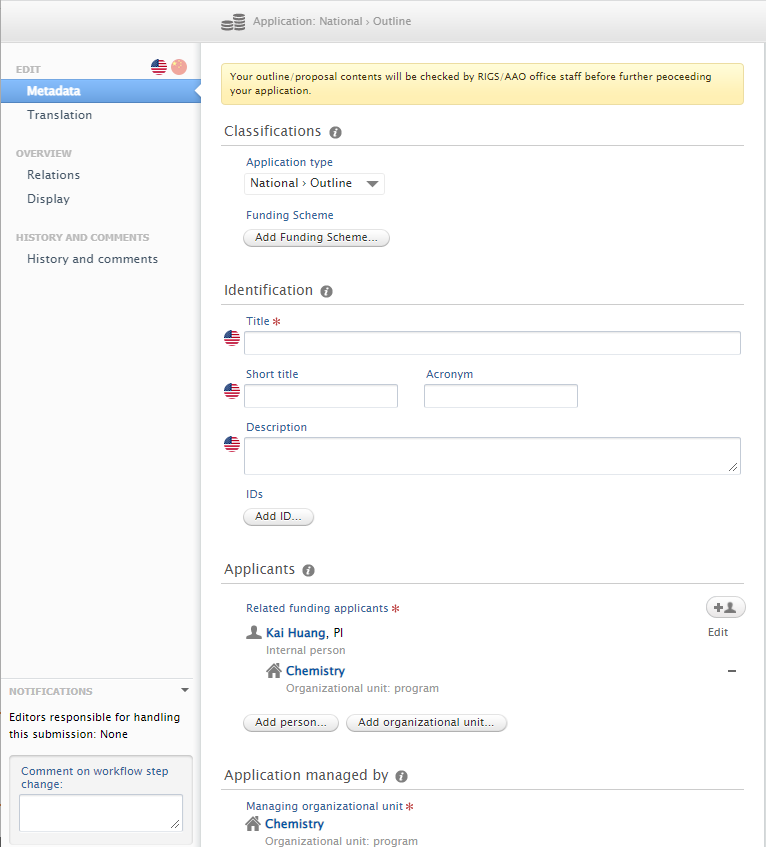 Application: National › Outline
EDIT
Metadata
Translation
OVERVIEW
Relations
Display
HISTORY AND COMMENTS
History and comments
NOTIFICATIONS
Editors responsible for handling
this submission: None
Comment on workflow step
change:
Your outline/proposal contents will be checked by RIGS/AAO office staff before further peoceeding
your application.
Classifications
Application type
National › Outline
Funding Scheme
Add Funding Scheme...
Identification
Title *
Short title
Acronym
Description
IDs
Add ID...
Applicants
Related funding applicants *
Kai Huang, PI
Edit
Internal person
Chemistry
Organizational unit: program
Add person...
Add organizational unit...
Application managed by
Managing organizational unit *
Chemistry
Organizational unit: program